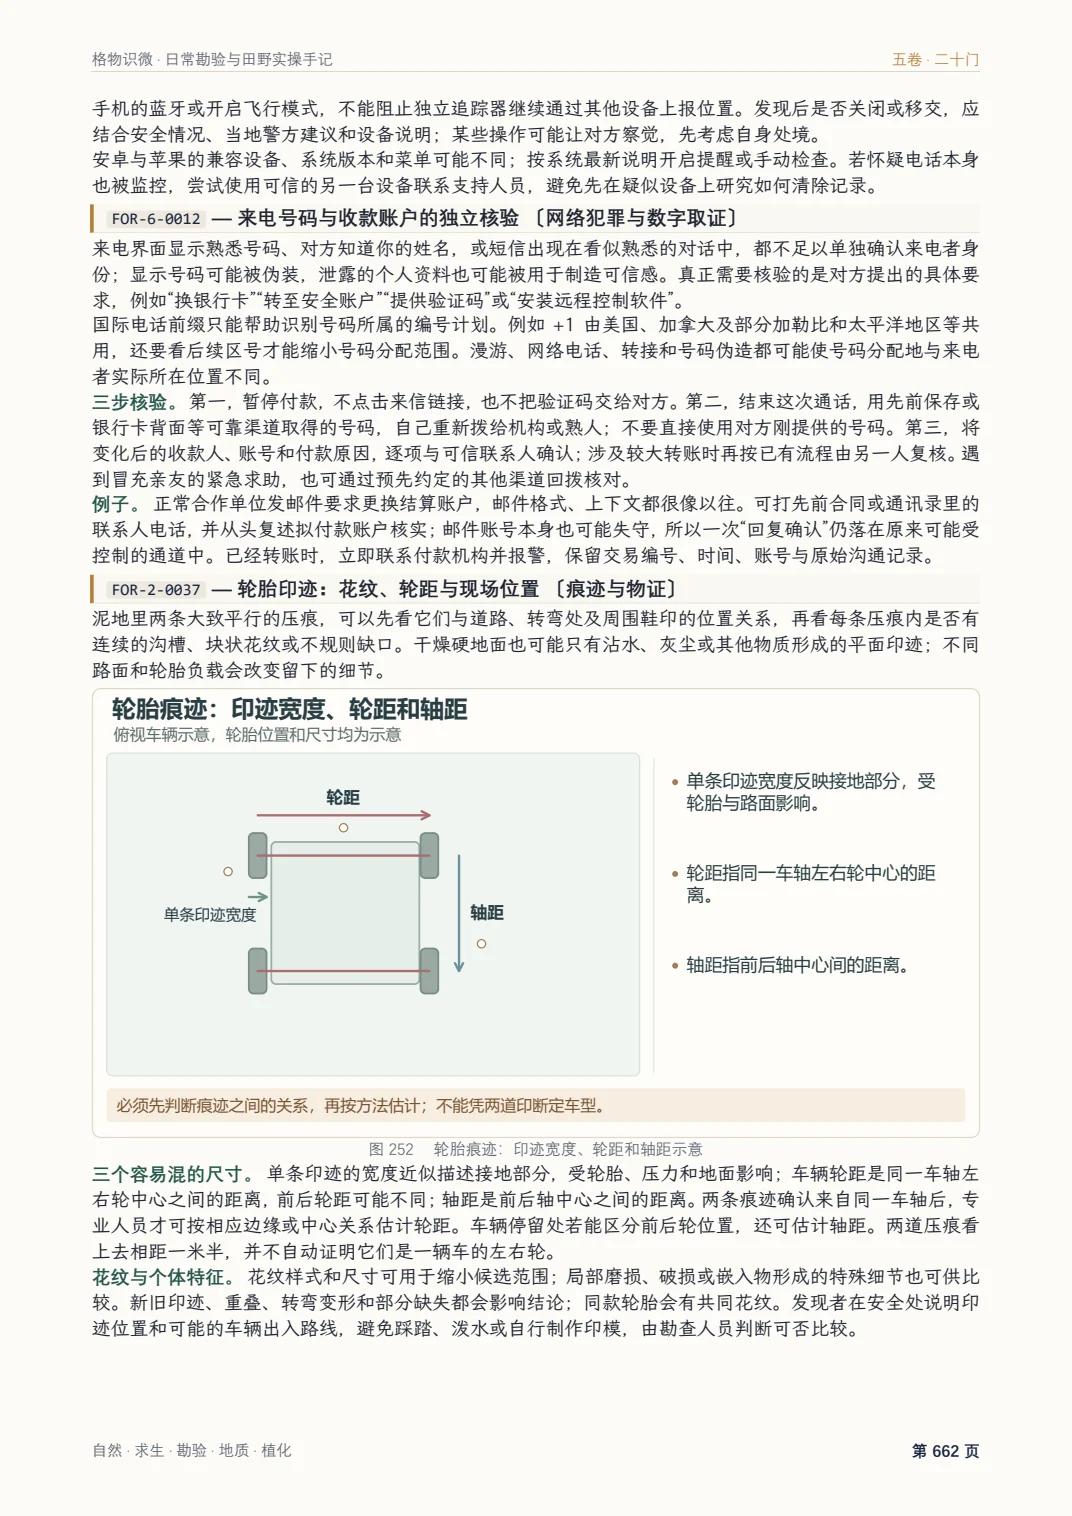 格物识微 · 日常勘验与田野实操手记
五卷 · 二十门
手机的蓝牙或开启飞行模式，不能阻止独立追踪器继续通过其他设备上报位置。发现后是否关闭或移交，应
结合安全情况、当地警方建议和设备说明；某些操作可能让对方察觉，先考虑自身处境。
安卓与苹果的兼容设备、系统版本和菜单可能不同；按系统最新说明开启提醒或手动检查。若怀疑电话本身
也被监控，尝试使用可信的另一台设备联系支持人员，避免先在疑似设备上研究如何清除记录。
FOR-6-0012 — 来电号码与收款账户的独立核验 〔网络犯罪与数字取证〕
来电界面显示熟悉号码、对方知道你的姓名，或短信出现在看似熟悉的对话中，都不足以单独确认来电者身
份；显示号码可能被伪装，泄露的个人资料也可能被用于制造可信感。真正需要核验的是对方提出的具体要
求，例如“换银行卡”“转至安全账户”“提供验证码”或“安装远程控制软件”。
国际电话前缀只能帮助识别号码所属的编号计划。例如 +1 由美国、加拿大及部分加勒比和太平洋地区等共
用，还要看后续区号才能缩小号码分配范围。漫游、网络电话、转接和号码伪造都可能使号码分配地与来电
者实际所在位置不同。
三步核验。 第一，暂停付款，不点击来信链接，也不把验证码交给对方。第二，结束这次通话，用先前保存或
银行卡背面等可靠渠道取得的号码，自己重新拨给机构或熟人；不要直接使用对方刚提供的号码。第三，将
变化后的收款人、账号和付款原因，逐项与可信联系人确认；涉及较大转账时再按已有流程由另一人复核。遇
到冒充亲友的紧急求助，也可通过预先约定的其他渠道回拨核对。
例子。 正常合作单位发邮件要求更换结算账户，邮件格式、上下文都很像以往。可打先前合同或通讯录里的
联系人电话，并从头复述拟付款账户核实；邮件账号本身也可能失守，所以一次“回复确认”仍落在原来可能受
控制的通道中。已经转账时，立即联系付款机构并报警，保留交易编号、时间、账号与原始沟通记录。
FOR-2-0037 — 轮胎印迹：花纹、轮距与现场位置 〔痕迹与物证〕
泥地里两条大致平行的压痕，可以先看它们与道路、转弯处及周围鞋印的位置关系，再看每条压痕内是否有
连续的沟槽、块状花纹或不规则缺口。干燥硬地面也可能只有沾水、灰尘或其他物质形成的平面印迹；不同
路面和轮胎负载会改变留下的细节。
轮胎痕迹：印迹宽度、轮距和轴距
俯视车辆示意，轮胎位置和尺寸均为示意
轮距
单条印迹宽度
轴距
• 单条印迹宽度反映接地部分，受
轮胎与路面影响。
• 轮距指同一车轴左右轮中心的距
离。
• 轴距指前后轴中心间的距离。
必须先判断痕迹之间的关系，再按方法估计；不能凭两道印断定车型。
图 252 轮胎痕迹：印迹宽度、轮距和轴距示意
三个容易混的尺寸。 单条印迹的宽度近似描述接地部分，受轮胎、压力和地面影响；车辆轮距是同一车轴左
右轮中心之间的距离，前后轮距可能不同；轴距是前后轴中心之间的距离。两条痕迹确认来自同一车轴后，专
业人员才可按相应边缘或中心关系估计轮距。车辆停留处若能区分前后轮位置，还可估计轴距。两道压痕看
上去相距一米半，并不自动证明它们是一辆车的左右轮。
花纹与个体特征。 花纹样式和尺寸可用于缩小候选范围；局部磨损、破损或嵌入物形成的特殊细节也可供比
较。新旧印迹、重叠、转弯变形和部分缺失都会影响结论；同款轮胎会有共同花纹。发现者在安全处说明印
迹位置和可能的车辆出入路线，避免踩踏、泼水或自行制作印模，由勘查人员判断可否比较。
自然 · 求生 · 勘验 · 地质 · 植化
第 662 页